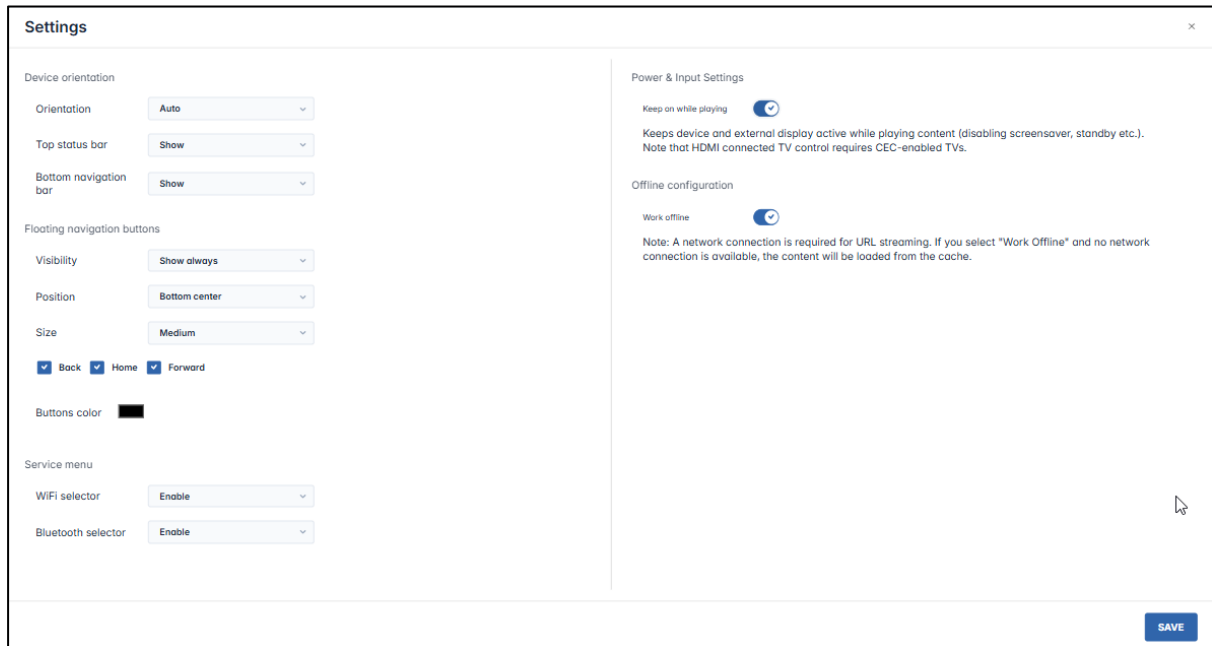 Settings
×
Device orientation
Orientation Auto
Top status bar Show
Bottom navigation
bar Show
Floating navigation buttons
Visibility Show always
Position Bottom center
Size Medium
Back Home Forward
Buttons color
Service menu
WiFi selector Enable
Bluetooth selector Enable
Power & Input Settings
Keep on while playing
Keeps device and external display active while playing content (disabling screensaver, standby etc.).
Note that HDMI connected TV control requires CEC-enabled TVs.
Offline configuration
Work offline
Note: A network connection is required for URL streaming. If you select "Work Offline" and no network
connection is available, the content will be loaded from the cache.
SAVE